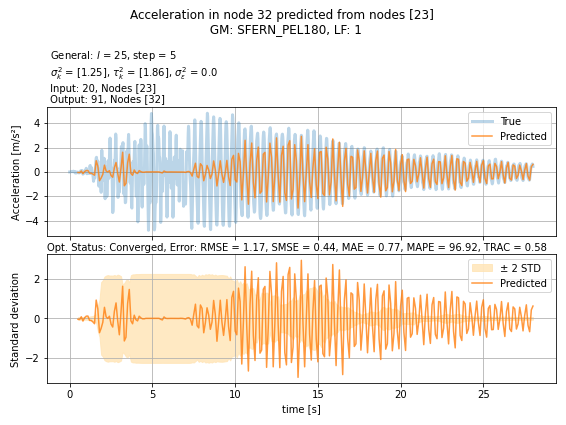 Acceleration in node 32 predicted from nodes [23]
GM: SFERN_PEL180, LF: 1
General: l = 25, step = 5
σ²ₖ = [1.25], τ²ₖ = [1.86], σ²ε = 0.0
Input: 20, Nodes [23]
Output: 91, Nodes [32]
Acceleration [m/s²]
4
2
0
−2
−4
True
Predicted
Opt. Status: Converged, Error: RMSE = 1.17, SMSE = 0.44, MAE = 0.77, MAPE = 96.92, TRAC = 0.58
Standard deviation
2
0
−2
± 2 STD
Predicted
0 5 10 15 20 25
time [s]